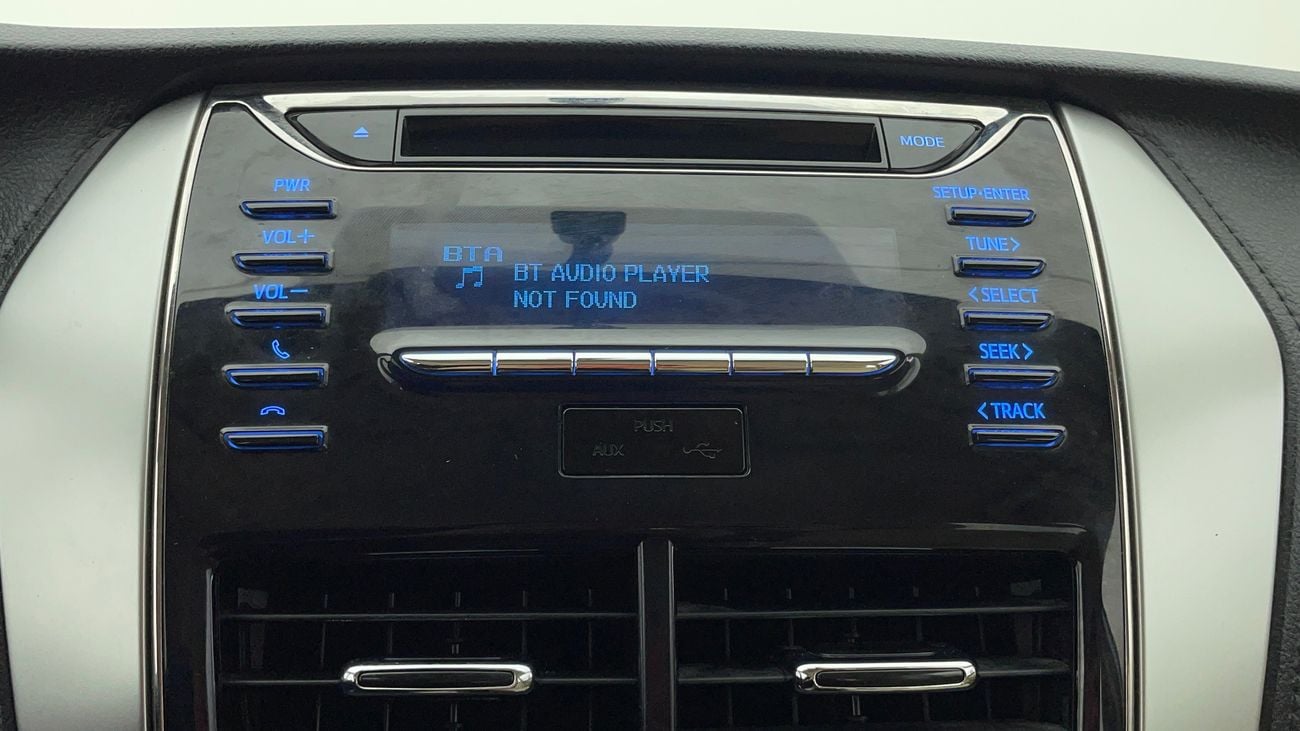 MODE
PWR
SETUP·ENTER
VOL+
TUNE>
BTA
BT AUDIO PLAYER
VOL−
<SELECT
NOT FOUND
SEEK>
<TRACK
PUSH
AUX